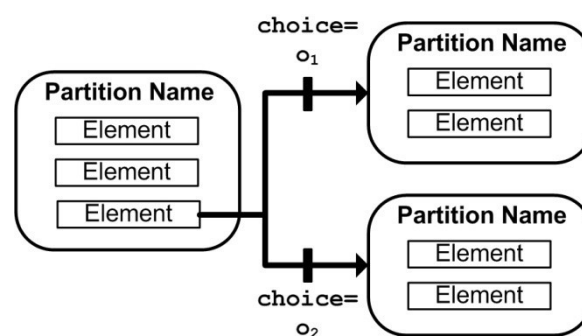 Partition Name
Element
Element
Element
choice=
o₁
Partition Name
Element
Element
choice=
o₂
Partition Name
Element
Element